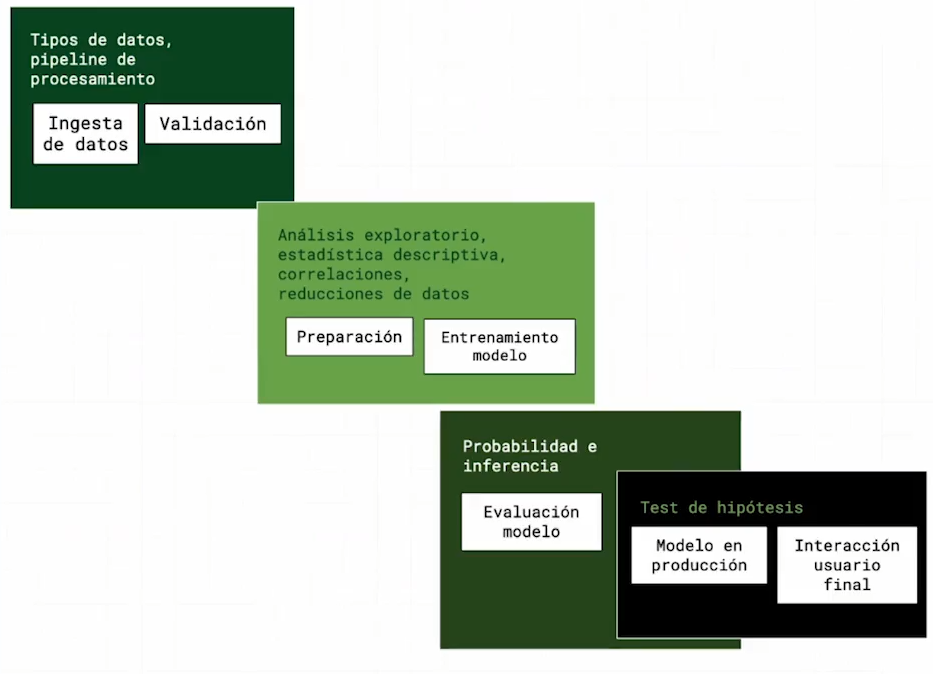 Tipos de datos,
pipeline de
procesamiento
Ingesta
de datos
Validación
Análisis exploratorio,
estadística descriptiva,
correlaciones,
reducciones de datos
Preparación
Entrenamiento
modelo
Probabilidad e
inferencia
Evaluación
modelo
Test de hipótesis
Modelo en
producción
Interacción
usuario
final